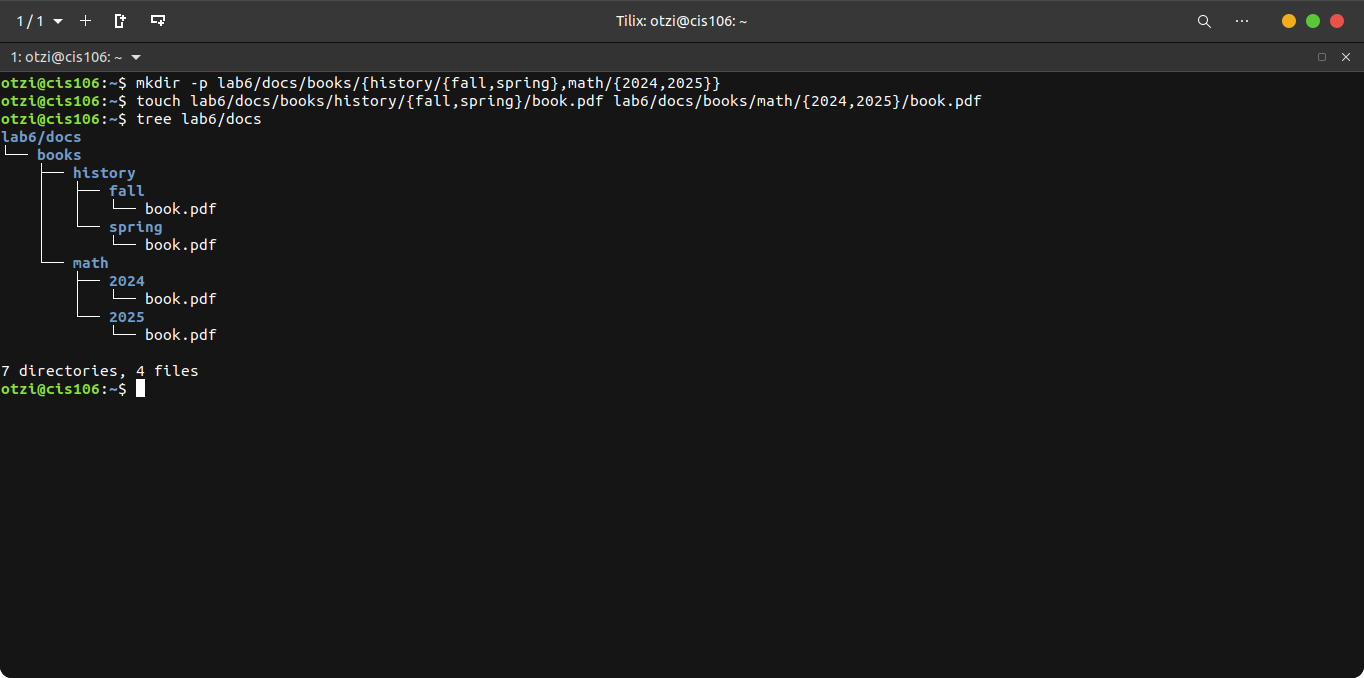 1 / 1
Tilix: otzi@cis106: ~
1: otzi@cis106: ~
otzi@cis106:~$ mkdir -p lab6/docs/books/{history/{fall,spring},math/{2024,2025}}
otzi@cis106:~$ touch lab6/docs/books/history/{fall,spring}/book.pdf lab6/docs/books/math/{2024,2025}/book.pdf
otzi@cis106:~$ tree lab6/docs
lab6/docs
└── books
    ├── history
    │   ├── fall
    │   │   └── book.pdf
    │   └── spring
    │       └── book.pdf
    └── math
        ├── 2024
        │   └── book.pdf
        └── 2025
            └── book.pdf
7 directories, 4 files
otzi@cis106:~$